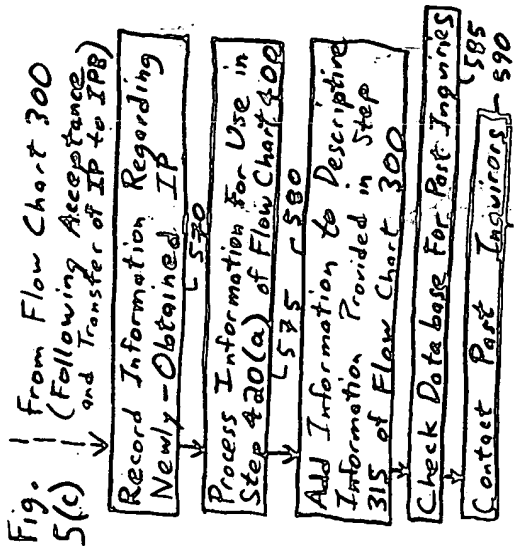 Fig.
5(c)
From Flow Chart 300
(Following Acceptance
and Transfer of IP to IPB)
Record Information Regarding
Newly-Obtained IP
570
Process Information For Use in
Step 420(a) of Flow Chart 400
575
580
Add Information to Descriptive
Information Provided in Step
315 of Flow Chart 300
Check Database For Past Inquiries
585
Contact Past Inquirors
590